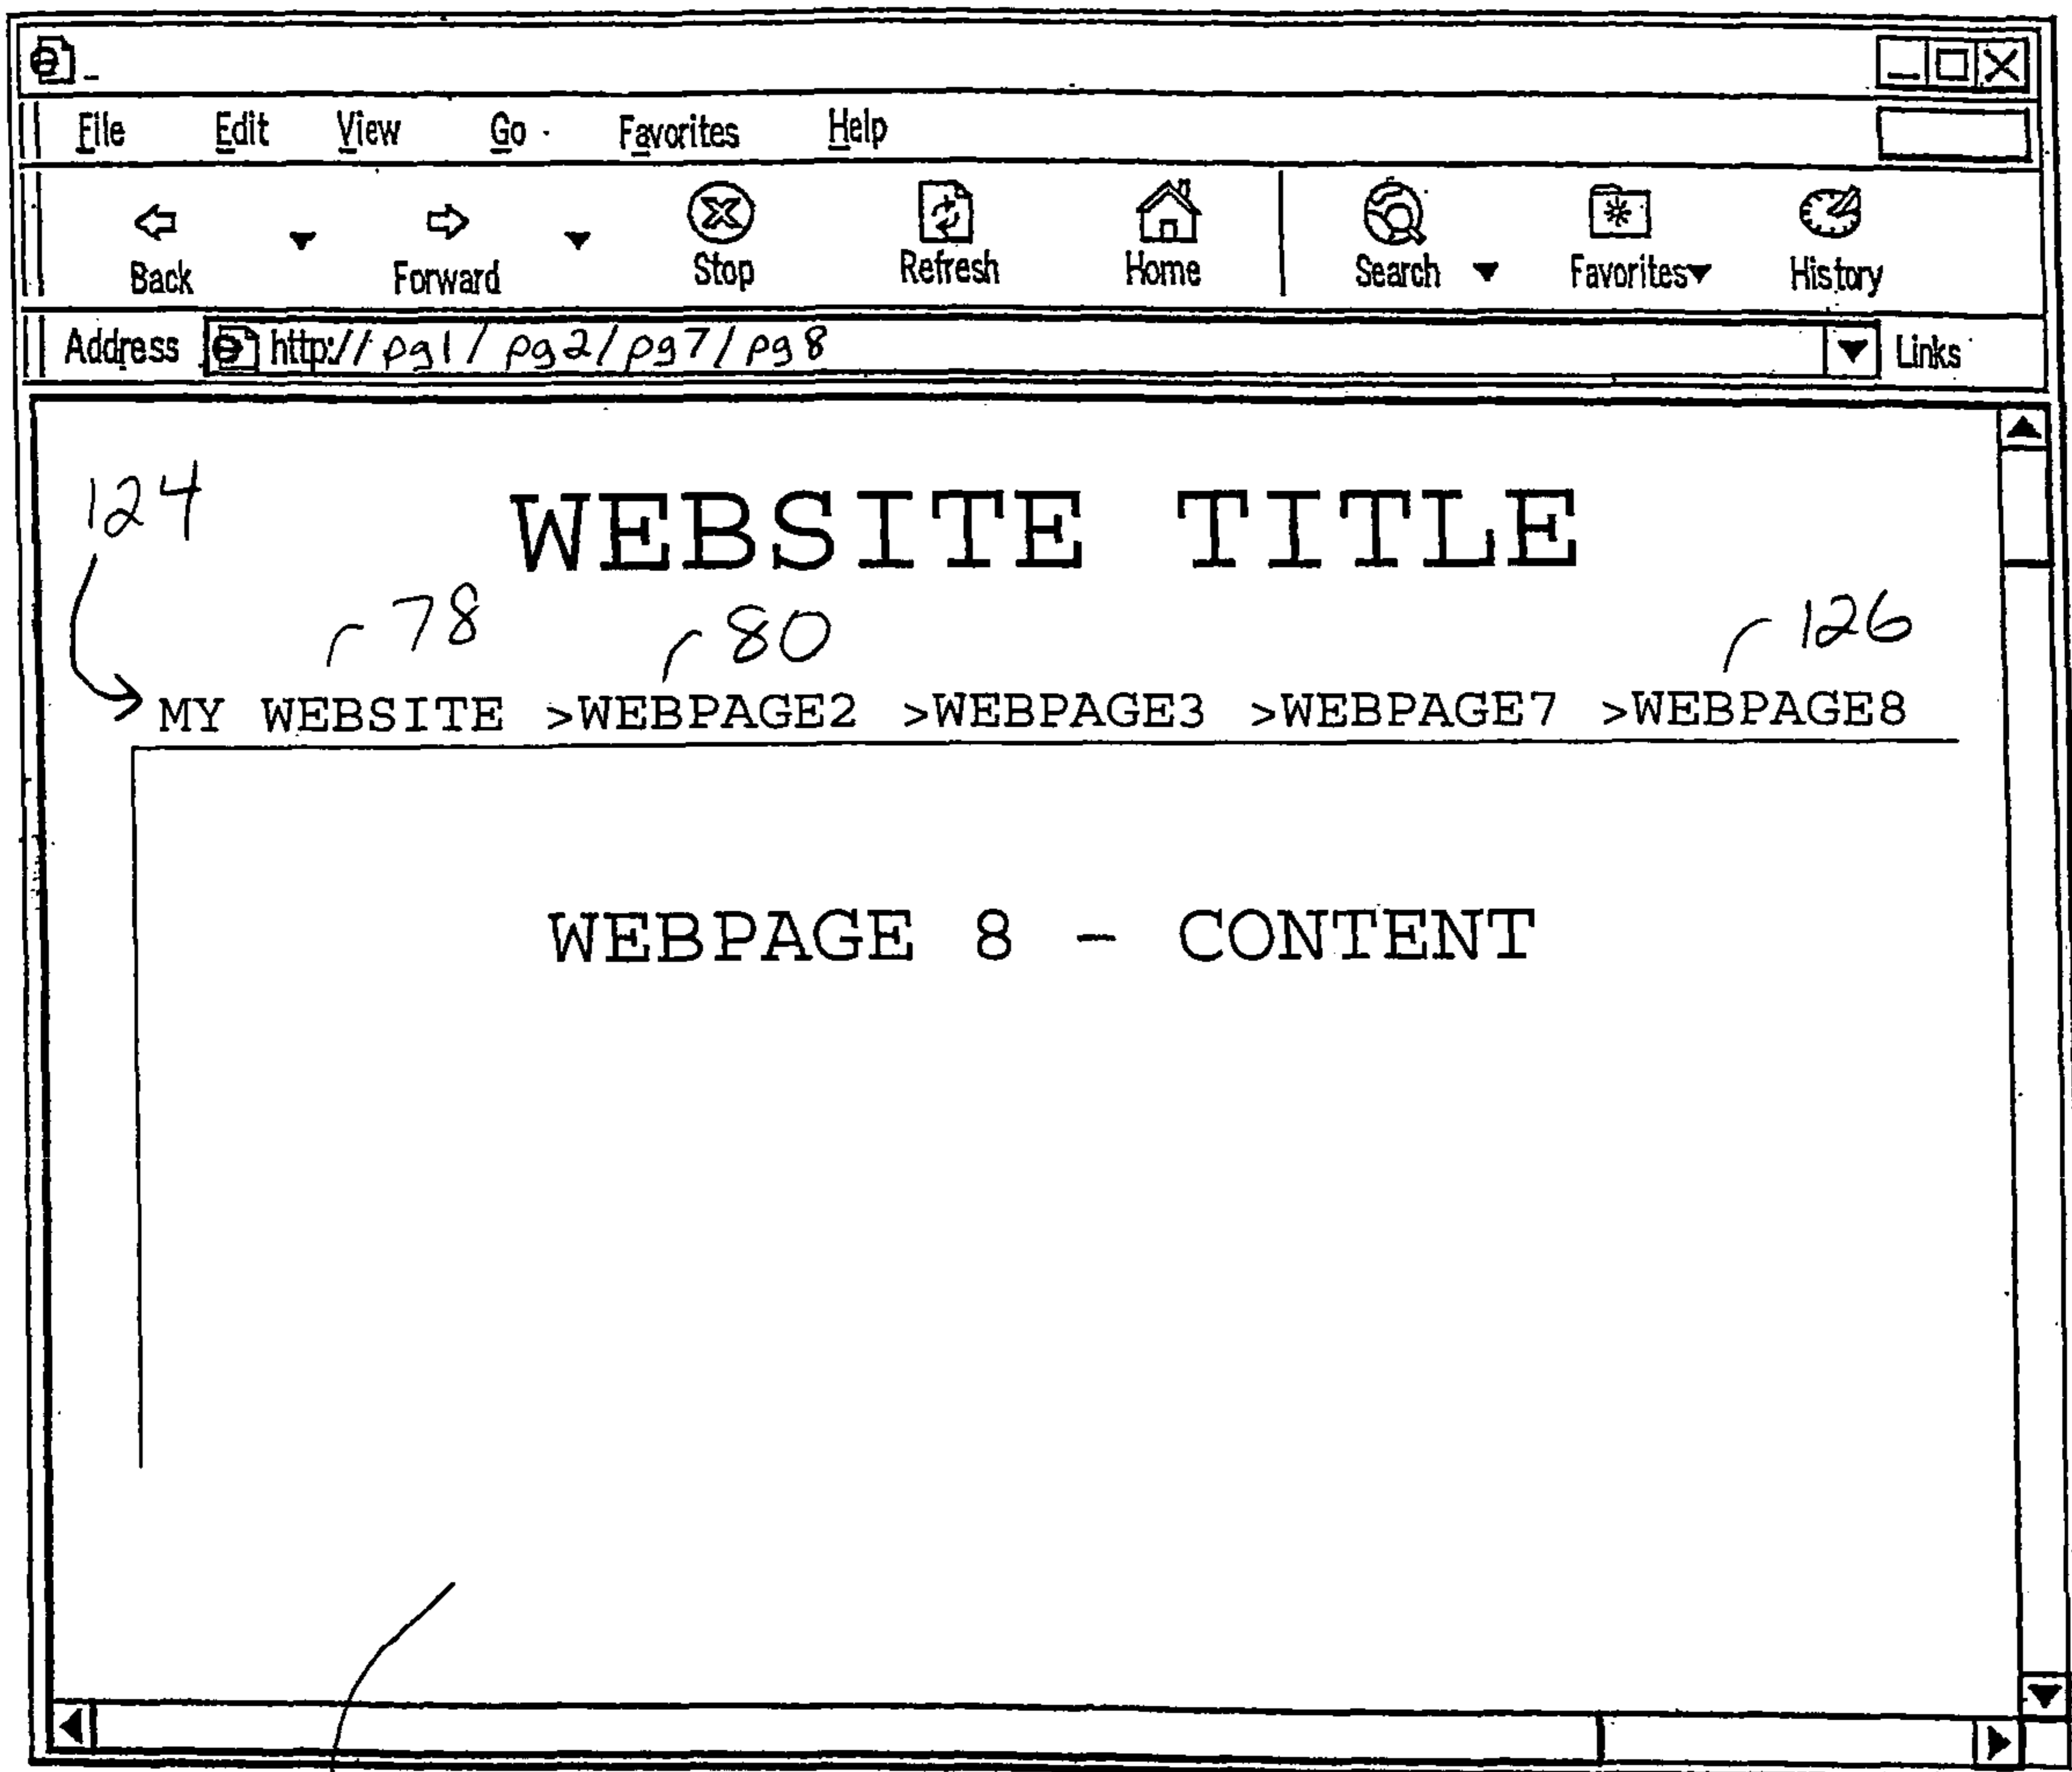 File Edit View Go Favorites Help
Back Forward Stop Refresh Home Search Favorites History
Address http://pg1/pg2/pg7/pg8 Links
124
WEBSITE TITLE
78 80 126
MY WEBSITE >WEBPAGE2 >WEBPAGE3 >WEBPAGE7 >WEBPAGE8
WEBPAGE 8 - CONTENT